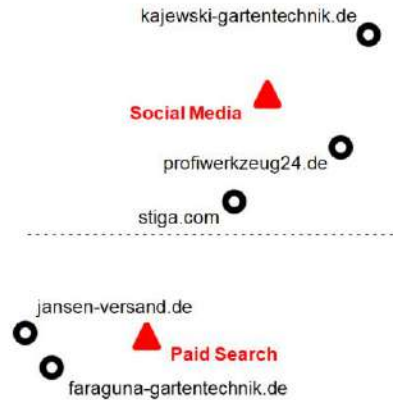 kajewski-gartentechnik.de
Social Media
profiwerkzeug24.de
stiga.com
jansen-versand.de
Paid Search
faraguna-gartentechnik.de